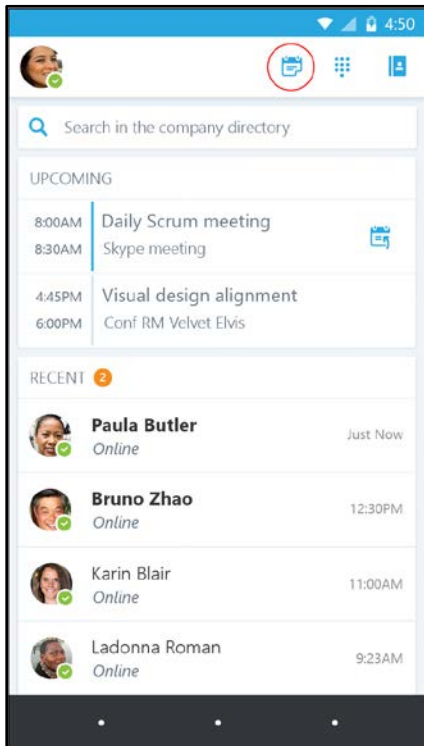 4:50
Search in the company directory
UPCOMING
8:00AM Daily Scrum meeting
8:30AM Skype meeting
4:45PM Visual design alignment
6:00PM Conf RM Velvet Elvis
RECENT 2
Paula Butler
Online
Just Now
Bruno Zhao
Online
12:30PM
Karin Blair
Online
11:00AM
Ladonna Roman
Online
9:23AM